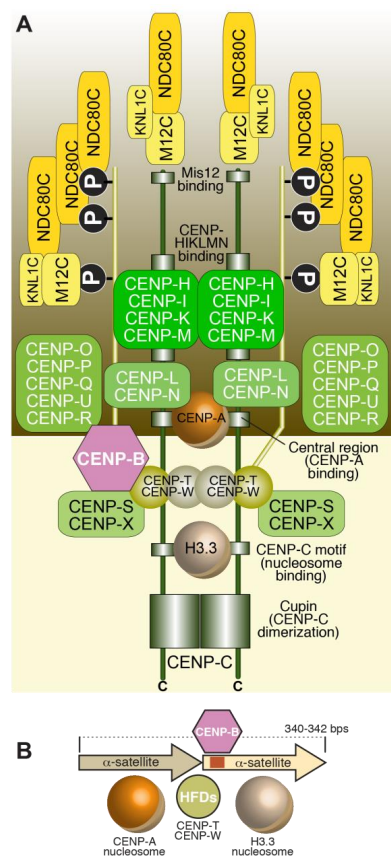 A
NDC80C
NDC80C
KNL1C
M12C
KNL1C
M12C
NDC80C
NDC80C
NDC80C
NDC80C
NDC80C
NDC80C
KNL1C
M12C
KNL1C
M12C
P
P
P
P
P
P
Mis12
binding
CENP-
HIKLMN
binding
CENP-H
CENP-I
CENP-K
CENP-M
CENP-H
CENP-I
CENP-K
CENP-M
CENP-O
CENP-P
CENP-Q
CENP-U
CENP-R
CENP-L
CENP-N
CENP-L
CENP-N
CENP-O
CENP-P
CENP-Q
CENP-U
CENP-R
CENP-A
Central region
(CENP-A
binding)
CENP-B
CENP-T
CENP-W
CENP-T
CENP-W
CENP-S
CENP-X
CENP-S
CENP-X
H3.3
CENP-C motif
(nucleosome
binding)
Cupin
(CENP-C
dimerization)
CENP-C
C
C
B
CENP-B
340-342 bps
α-satellite
α-satellite
HFDs
CENP-A
nucleosome
CENP-T
CENP-W
H3.3
nucleosome